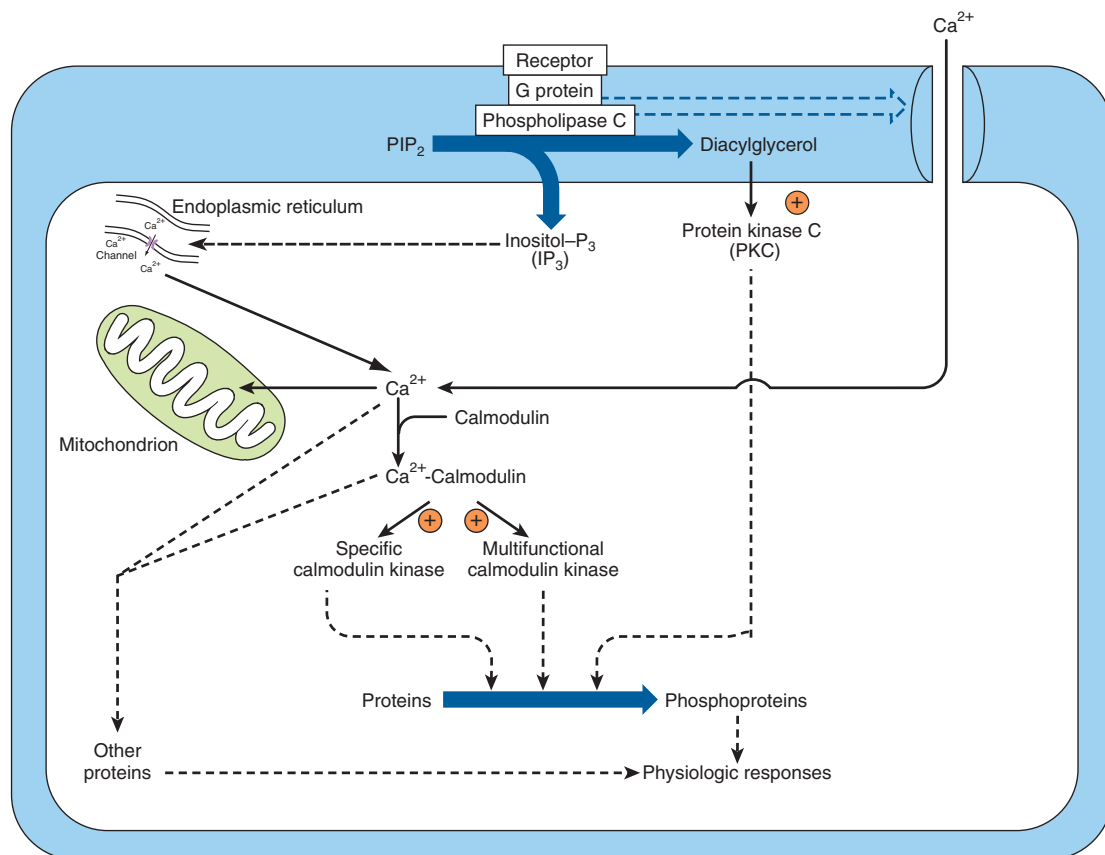 Ca2+
Receptor
G protein
Phospholipase C
PIP2
Diacylglycerol
+
Endoplasmic reticulum
Ca2+
Ca2+
Channel
Ca2+
Inositol–P3
(IP3)
Protein kinase C
(PKC)
Ca2+
Mitochondrion
Calmodulin
Ca2+-Calmodulin
+
+
Specific
calmodulin kinase
Multifunctional
calmodulin kinase
Proteins
Phosphoproteins
Other
proteins
Physiologic responses